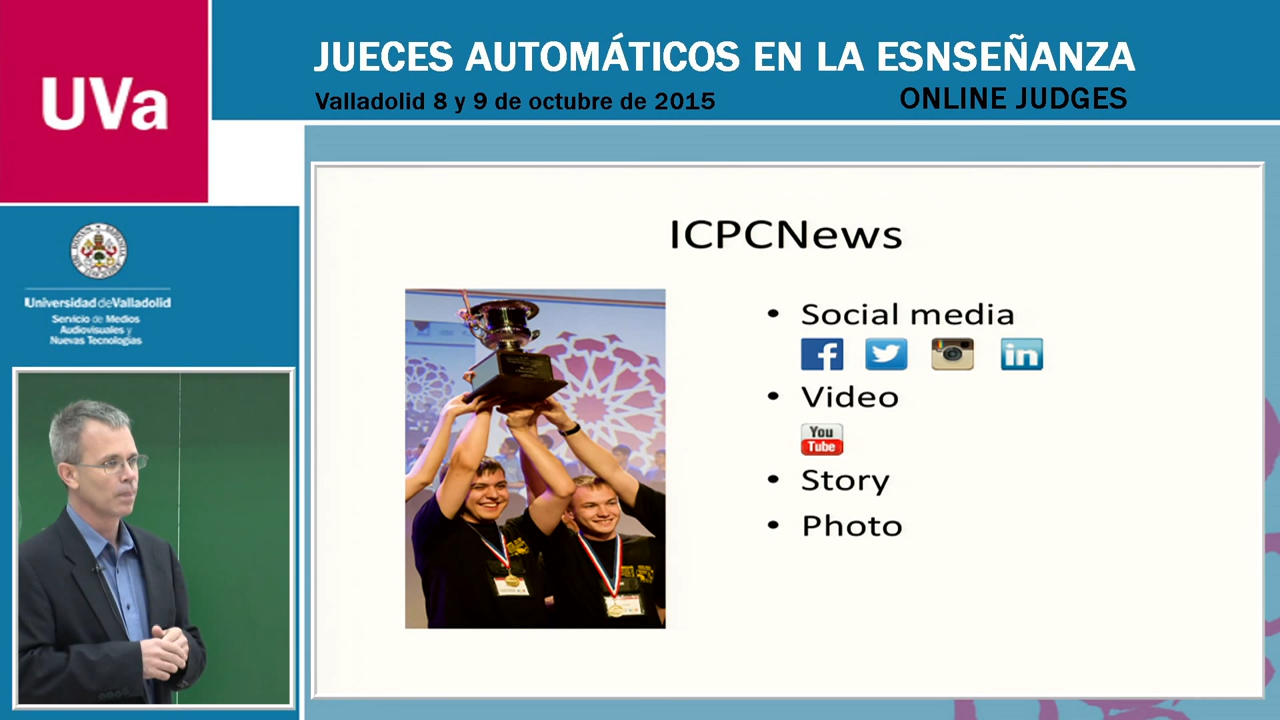 UVa
JUECES AUTOMÁTICOS EN LA ESNSEÑANZA
Valladolid 8 y 9 de octubre de 2015
ONLINE JUDGES
Universidad de Valladolid
Servicio de Medios
Audiovisuales y
Nuevas Tecnologías
ICPCNews
• Social media
f
in
• Video
You
Tube
• Story
• Photo